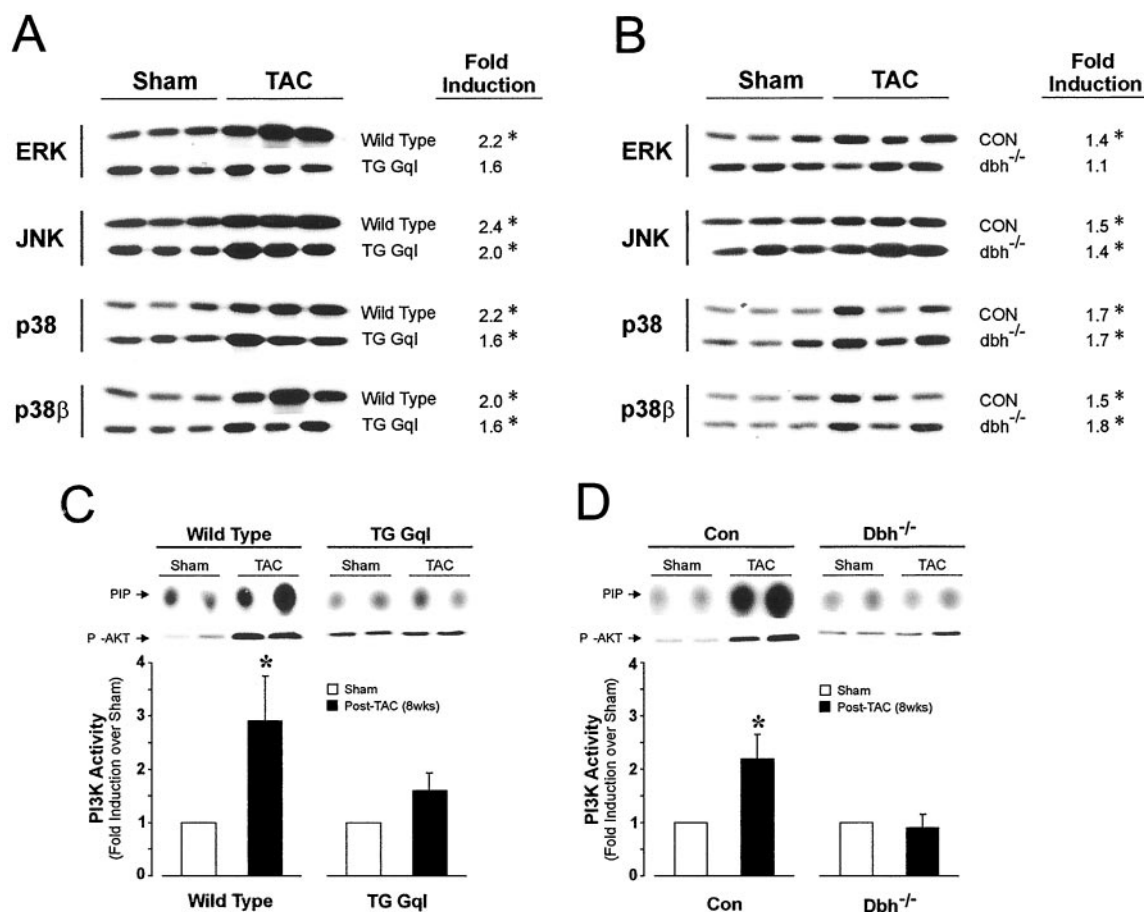 A
Sham TAC Fold Induction
ERK
Wild Type 2.2 *
TG GqI 1.6
JNK
Wild Type 2.4 *
TG GqI 2.0 *
p38
Wild Type 2.2 *
TG GqI 1.6 *
p38β
Wild Type 2.0 *
TG GqI 1.6 *
B
Sham TAC Fold Induction
ERK
CON 1.4 *
dbh-/- 1.1
JNK
CON 1.5 *
dbh-/- 1.4 *
p38
CON 1.7 *
dbh-/- 1.7 *
p38β
CON 1.5 *
dbh-/- 1.8 *
C
Wild Type TG GqI
Sham TAC Sham TAC
PIP
P -AKT
PI3K Activity
(Fold Induction over Sham)
4
3
2
1
0
*
Sham
Post-TAC (8wks)
Wild Type TG GqI
D
Con Dbh-/-
Sham TAC Sham TAC
PIP
P -AKT
PI3K Activity
(Fold Induction over Sham)
4
3
2
1
0
*
Sham
Post-TAC (8wks)
Con Dbh-/-